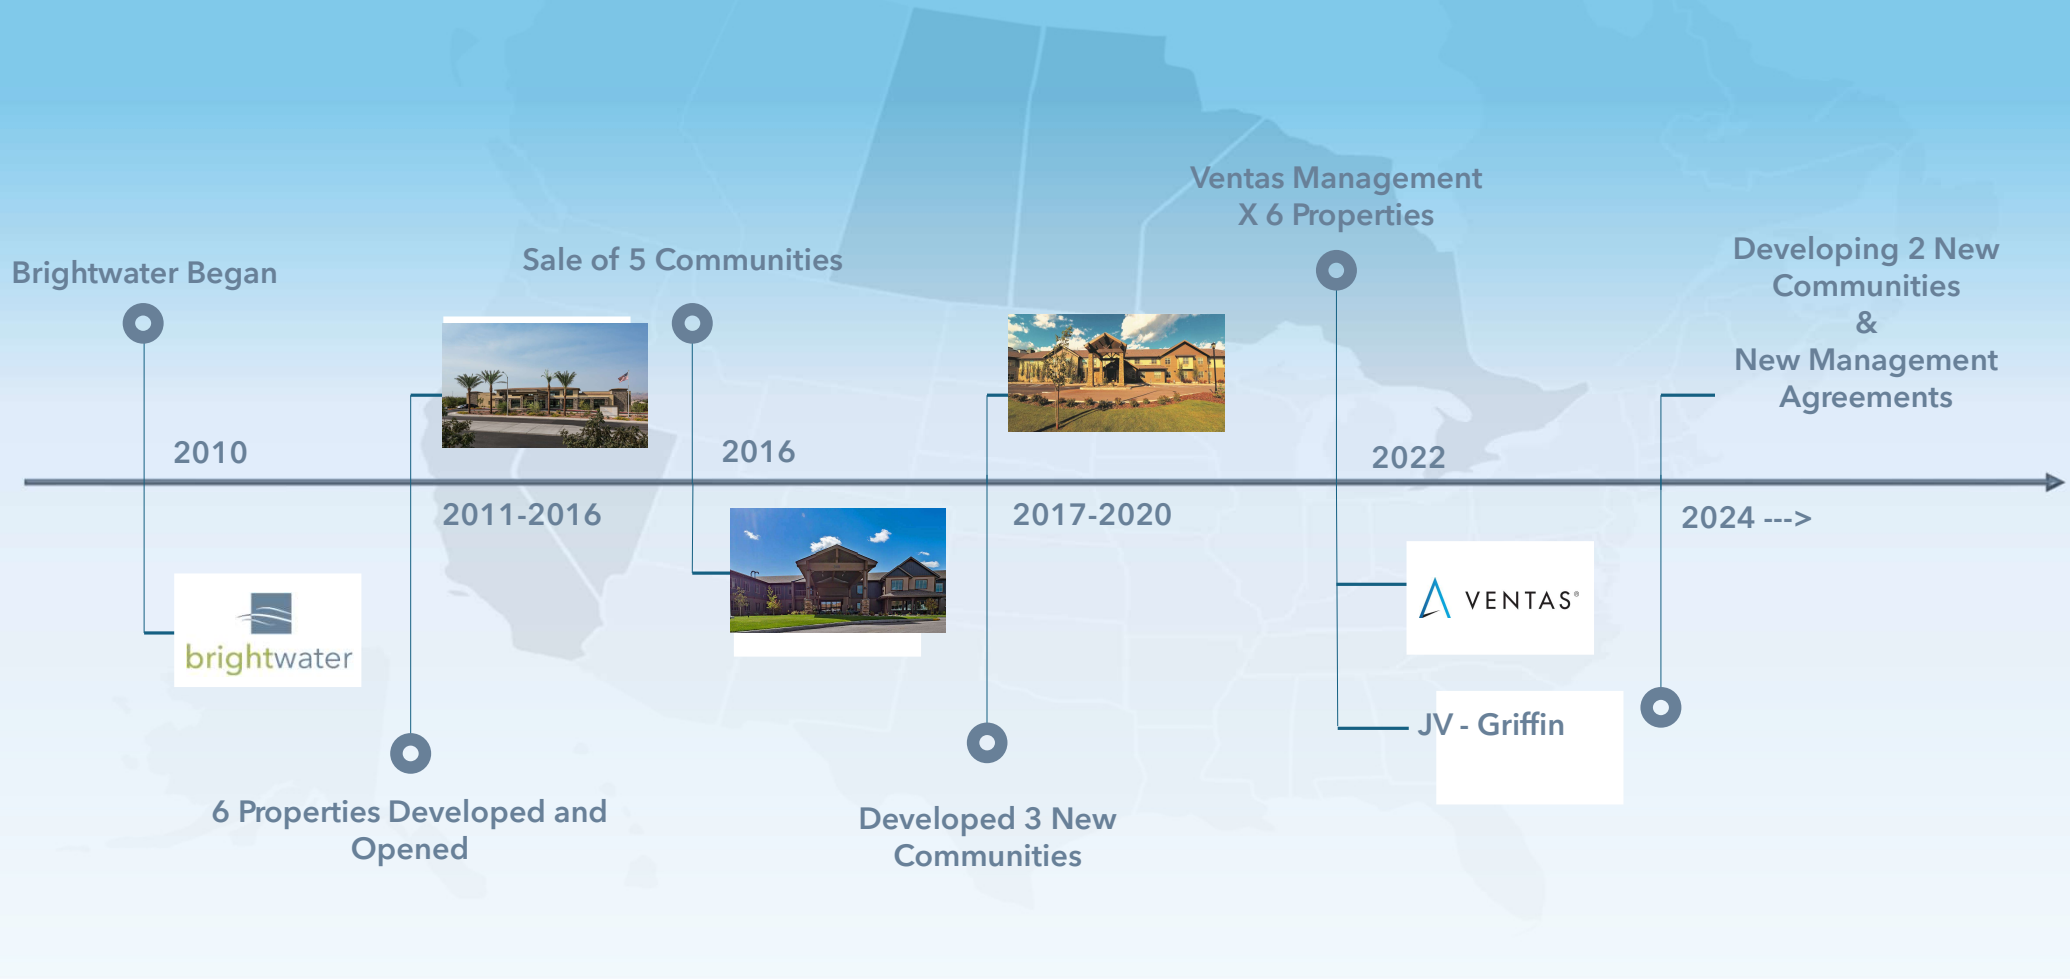 Brightwater Began
2010
brightwater
2011-2016
6 Properties Developed and
Opened
Sale of 5 Communities
2016
2017-2020
Developed 3 New
Communities
Ventas Management
X 6 Properties
2022
VENTAS®
JV - Griffin
Developing 2 New
Communities
&
New Management
Agreements
2024 --->